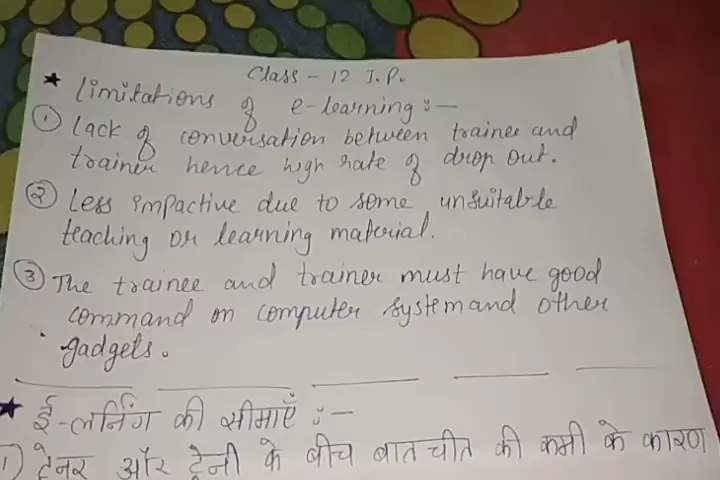 Class - 12 I.P.
★ Limitations of e-learning :-
① Lack of conversation between trainee and
trainer hence high rate of drop out.
② Less impactive due to some unsuitable
teaching or learning material.
③ The trainee and trainer must have good
command on computer system and other
gadgets.
★ ई-लर्निंग की सीमाएँ :-
1) ट्रेनर और ट्रेनी के बीच बातचीत की कमी के कारण